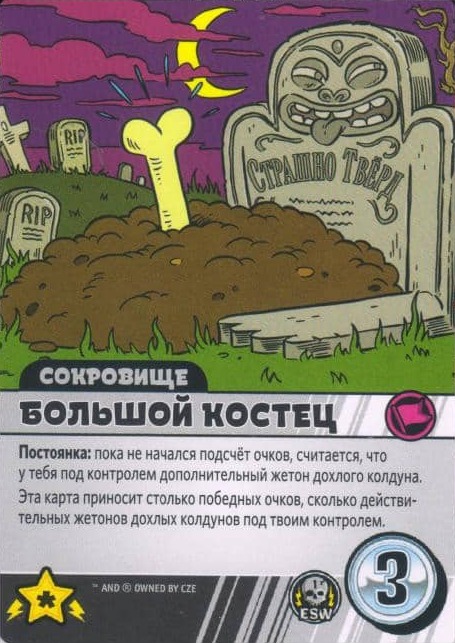 RIP
RIP
СТРАШНО ТВЁРД
СОКРОВИЩЕ
БОЛЬШОЙ КОСТЕЦ
Постоянка: пока не начался подсчёт очков, считается, что
у тебя под контролем дополнительный жетон дохлого колдуна.
Эта карта приносит столько победных очков, сколько действи-
тельных жетонов дохлых колдунов под твоим контролем.
*
™ AND ® OWNED BY CZE
ESW
3